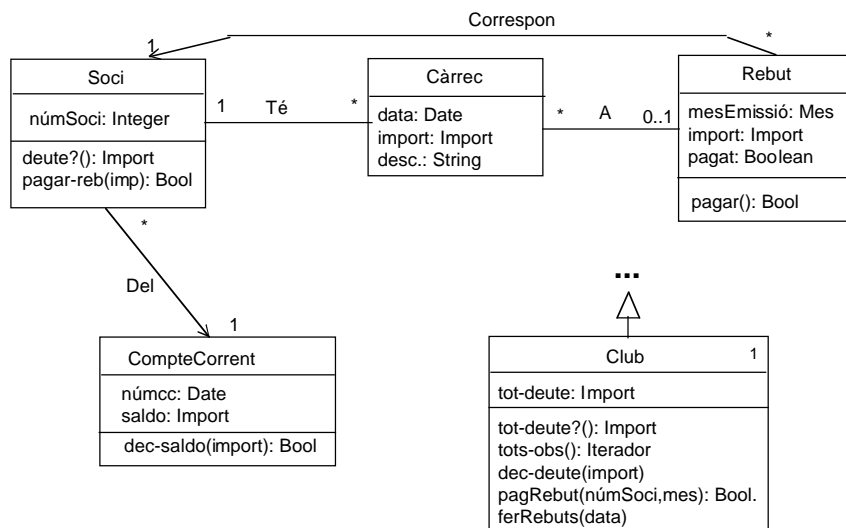 Correspon
1
*
Soci
númSoci: Integer
deute?(): Import
pagar-reb(imp): Bool
1
Té
*
Càrrec
data: Date
import: Import
desc.: String
*
A
0..1
Rebut
mesEmissió: Mes
import: Import
pagat: Boolean
pagar(): Bool
*
Del
1
CompteCorrent
númcc: Date
saldo: Import
dec-saldo(import): Bool
...
Club
1
tot-deute: Import
tot-deute?(): Import
tots-obs(): Iterador
dec-deute(import)
pagRebut(númSoci,mes): Bool.
ferRebuts(data)